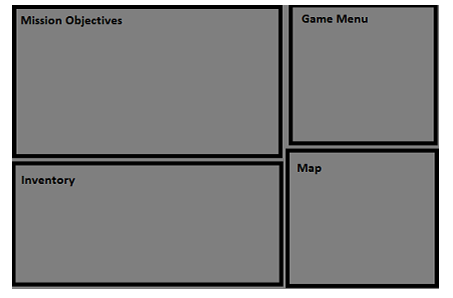 Mission Objectives
Game Menu
Inventory
Map